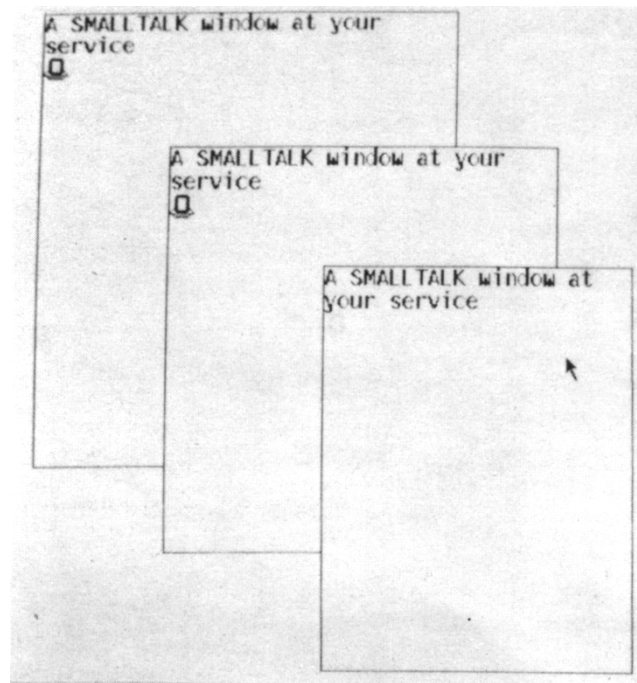 A SMALLTALK window at your
service
A SMALLTALK window at your
service
A SMALLTALK window at
your service